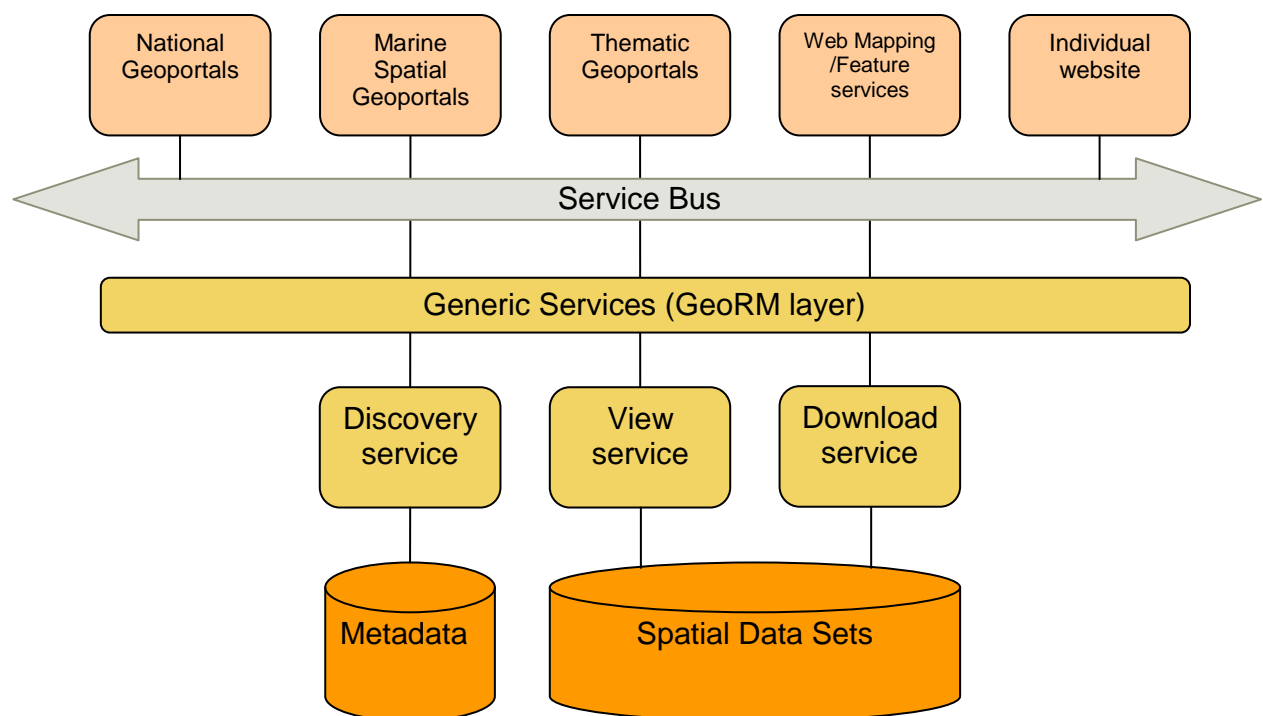 National
Geoportals
Marine
Spatial
Geoportals
Thematic
Geoportals
Web Mapping
/Feature
services
Individual
website
Service Bus
Generic Services (GeoRM layer)
Discovery
service
View
service
Download
service
Metadata
Spatial Data Sets